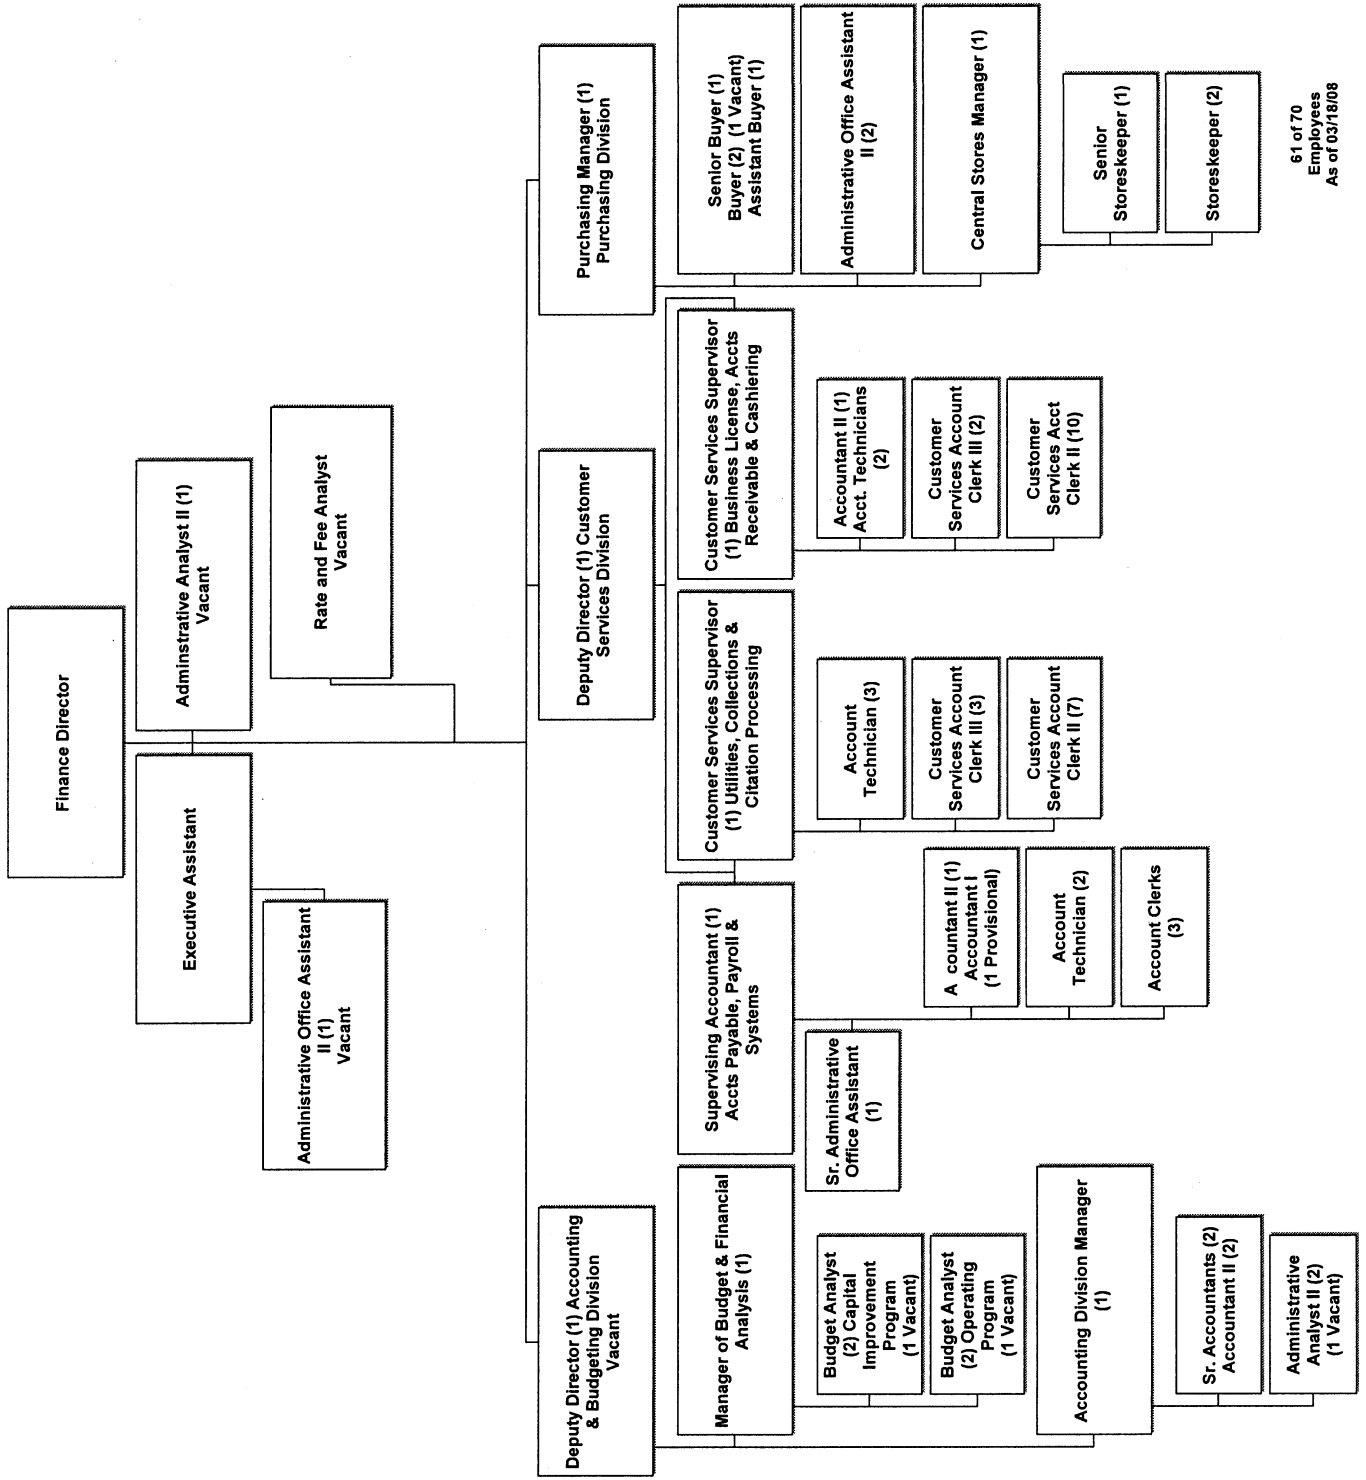 Finance Director
Executive Assistant
Adminstrative Analyst II (1)
Vacant
Administrative Office Assistant
II (1)
Vacant
Rate and Fee Analyst
Vacant
Deputy Director (1) Accounting
& Budgeting Division
Vacant
Deputy Director (1) Customer
Services Division
Purchasing Manager (1)
Purchasing Division
Manager of Budget & Financial
Analysis (1)
Budget Analyst
(2) Capital
Improvement
Program
(1 Vacant)
Budget Analyst
(2) Operating
Program
(1 Vacant)
Accounting Division Manager
(1)
Sr. Accountants (2)
Accountant II (2)
Administrative
Analyst II (2)
(1 Vacant)
Supervising Accountant (1)
Accts Payable, Payroll &
Systems
Sr. Administrative
Office Assistant
(1)
A countant II (1)
Accountant I
(1 Provisional)
Account
Technician (2)
Account Clerks
(3)
Customer Services Supervisor
(1) Utilities, Collections &
Citation Processing
Account
Technician (3)
Customer
Services Account
Clerk III (3)
Customer
Services Account
Clerk II (7)
Customer Services Supervisor
(1) Business License, Accts
Receivable & Cashiering
Accountant II (1)
Acct. Technicians
(2)
Customer
Services Account
Clerk III (2)
Customer
Services Acct
Clerk II (10)
Senior Buyer (1)
Buyer (2) (1 Vacant)
Assistant Buyer (1)
Administrative Office Assistant
II (2)
Central Stores Manager (1)
Senior
Storeskeeper (1)
Storeskeeper (2)
61 of 70
Employees
As of 03/18/08